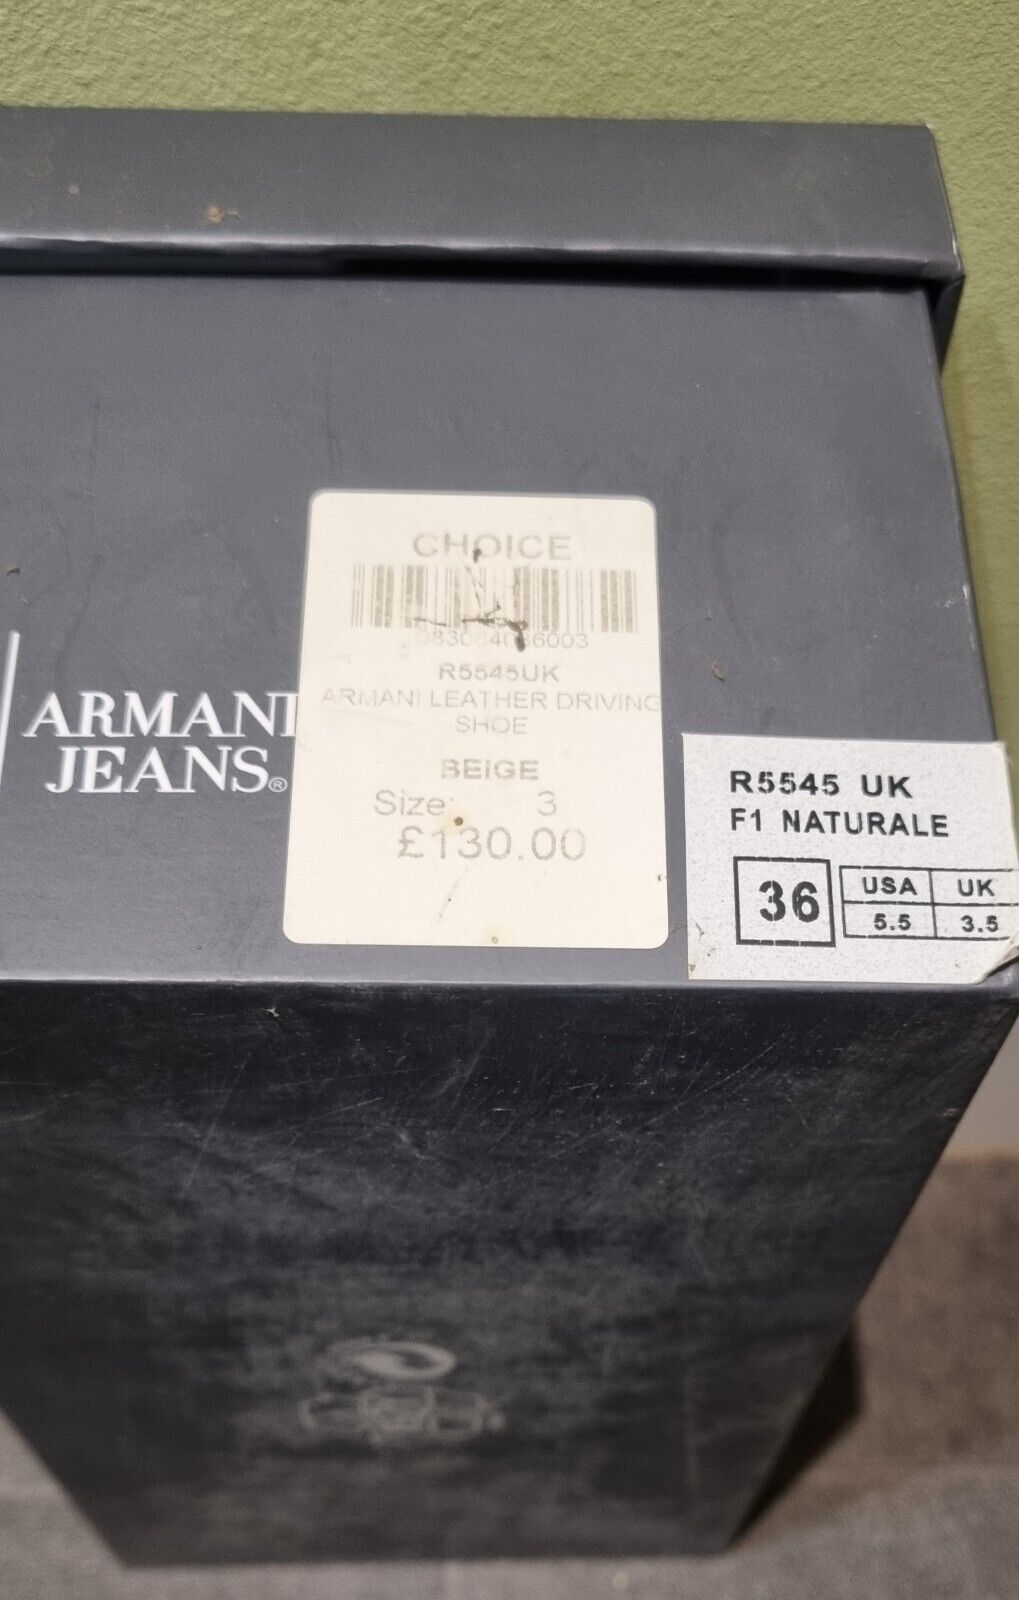 ARMANI
JEANS®
CHOICE
R5545UK
ARMANI LEATHER DRIVING
SHOE
BEIGE
Size: 3
£130.00
R5545 UK
F1 NATURALE
36
USA UK
5.5 3.5